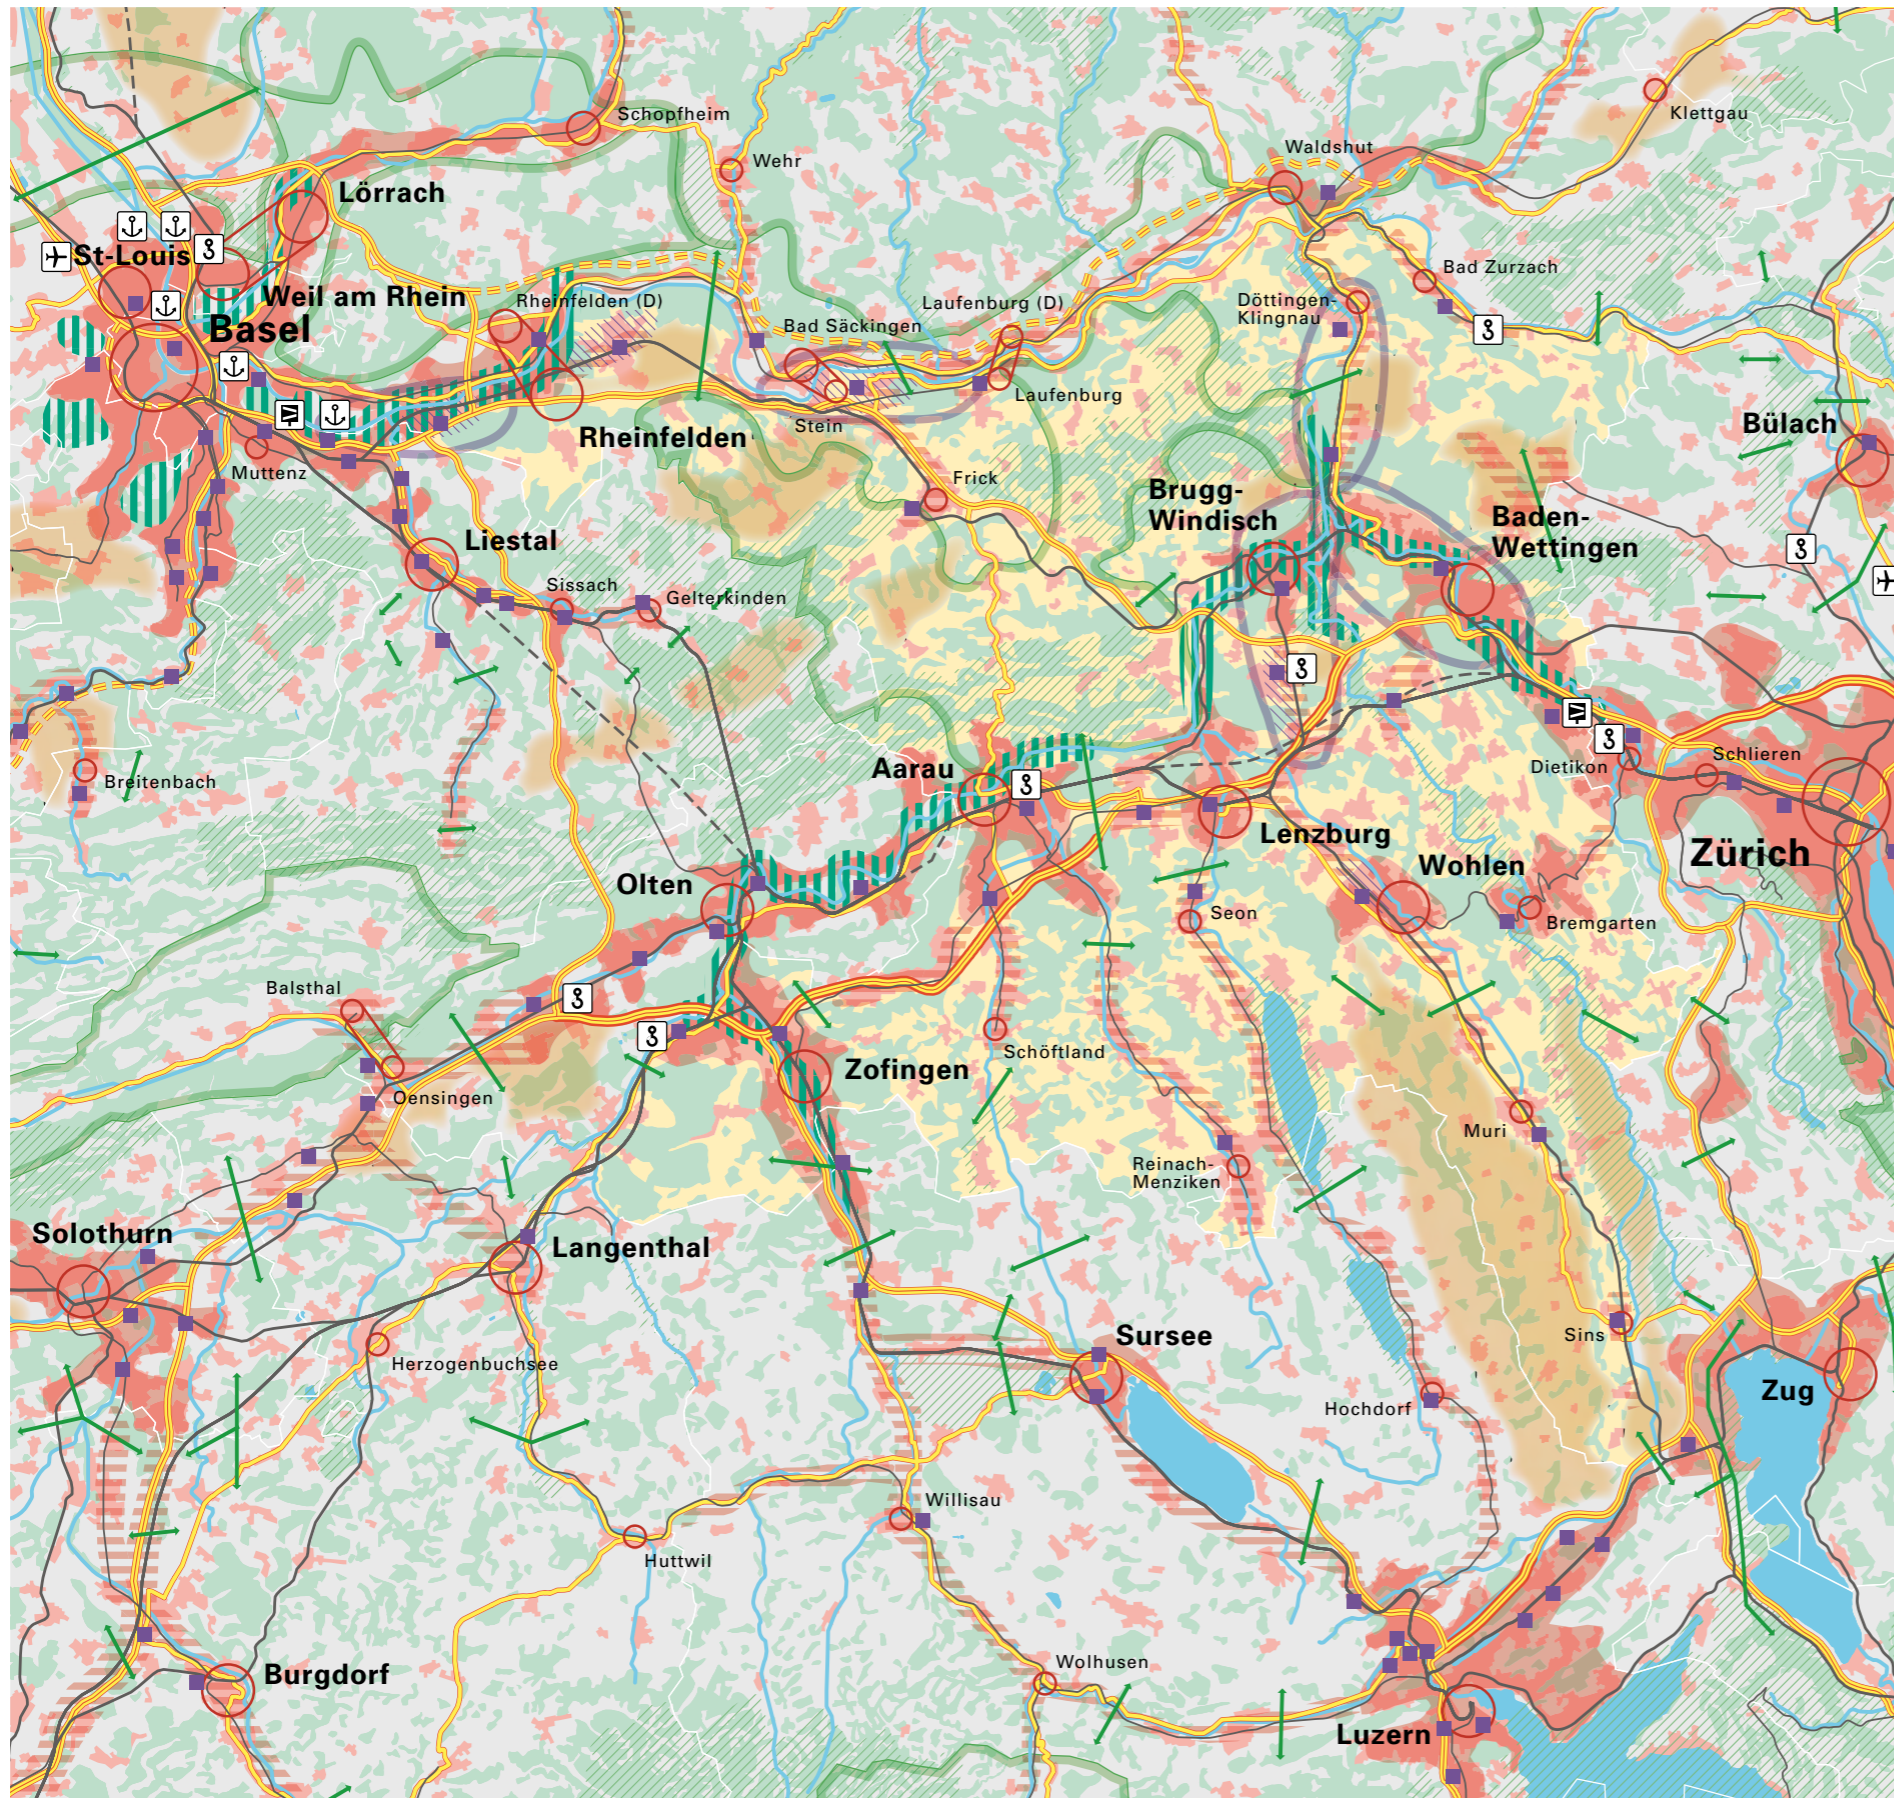 Schopfheim
Klettgau
Wehr
Waldshut
Lörrach
St-Louis
Weil am Rhein
Basel
Rheinfelden (D)
Laufenburg (D)
Bad Säckingen
Bad Zurzach
Döttingen-
Klingnau
Laufenburg
Stein
Rheinfelden
Bülach
Muttenz
Frick
Brugg-
Windisch
Baden-
Wettingen
Liestal
Sissach
Gelterkinden
Breitenbach
Aarau
Dietikon
Schlieren
Lenzburg
Zürich
Wohlen
Olten
Seon
Bremgarten
Balsthal
Schöftland
Zofingen
Oensingen
Muri
Reinach-
Menziken
Solothurn
Langenthal
Sursee
Sins
Herzogenbuchsee
Zug
Hochdorf
Willisau
Huttwil
Wolhusen
Burgdorf
Luzern